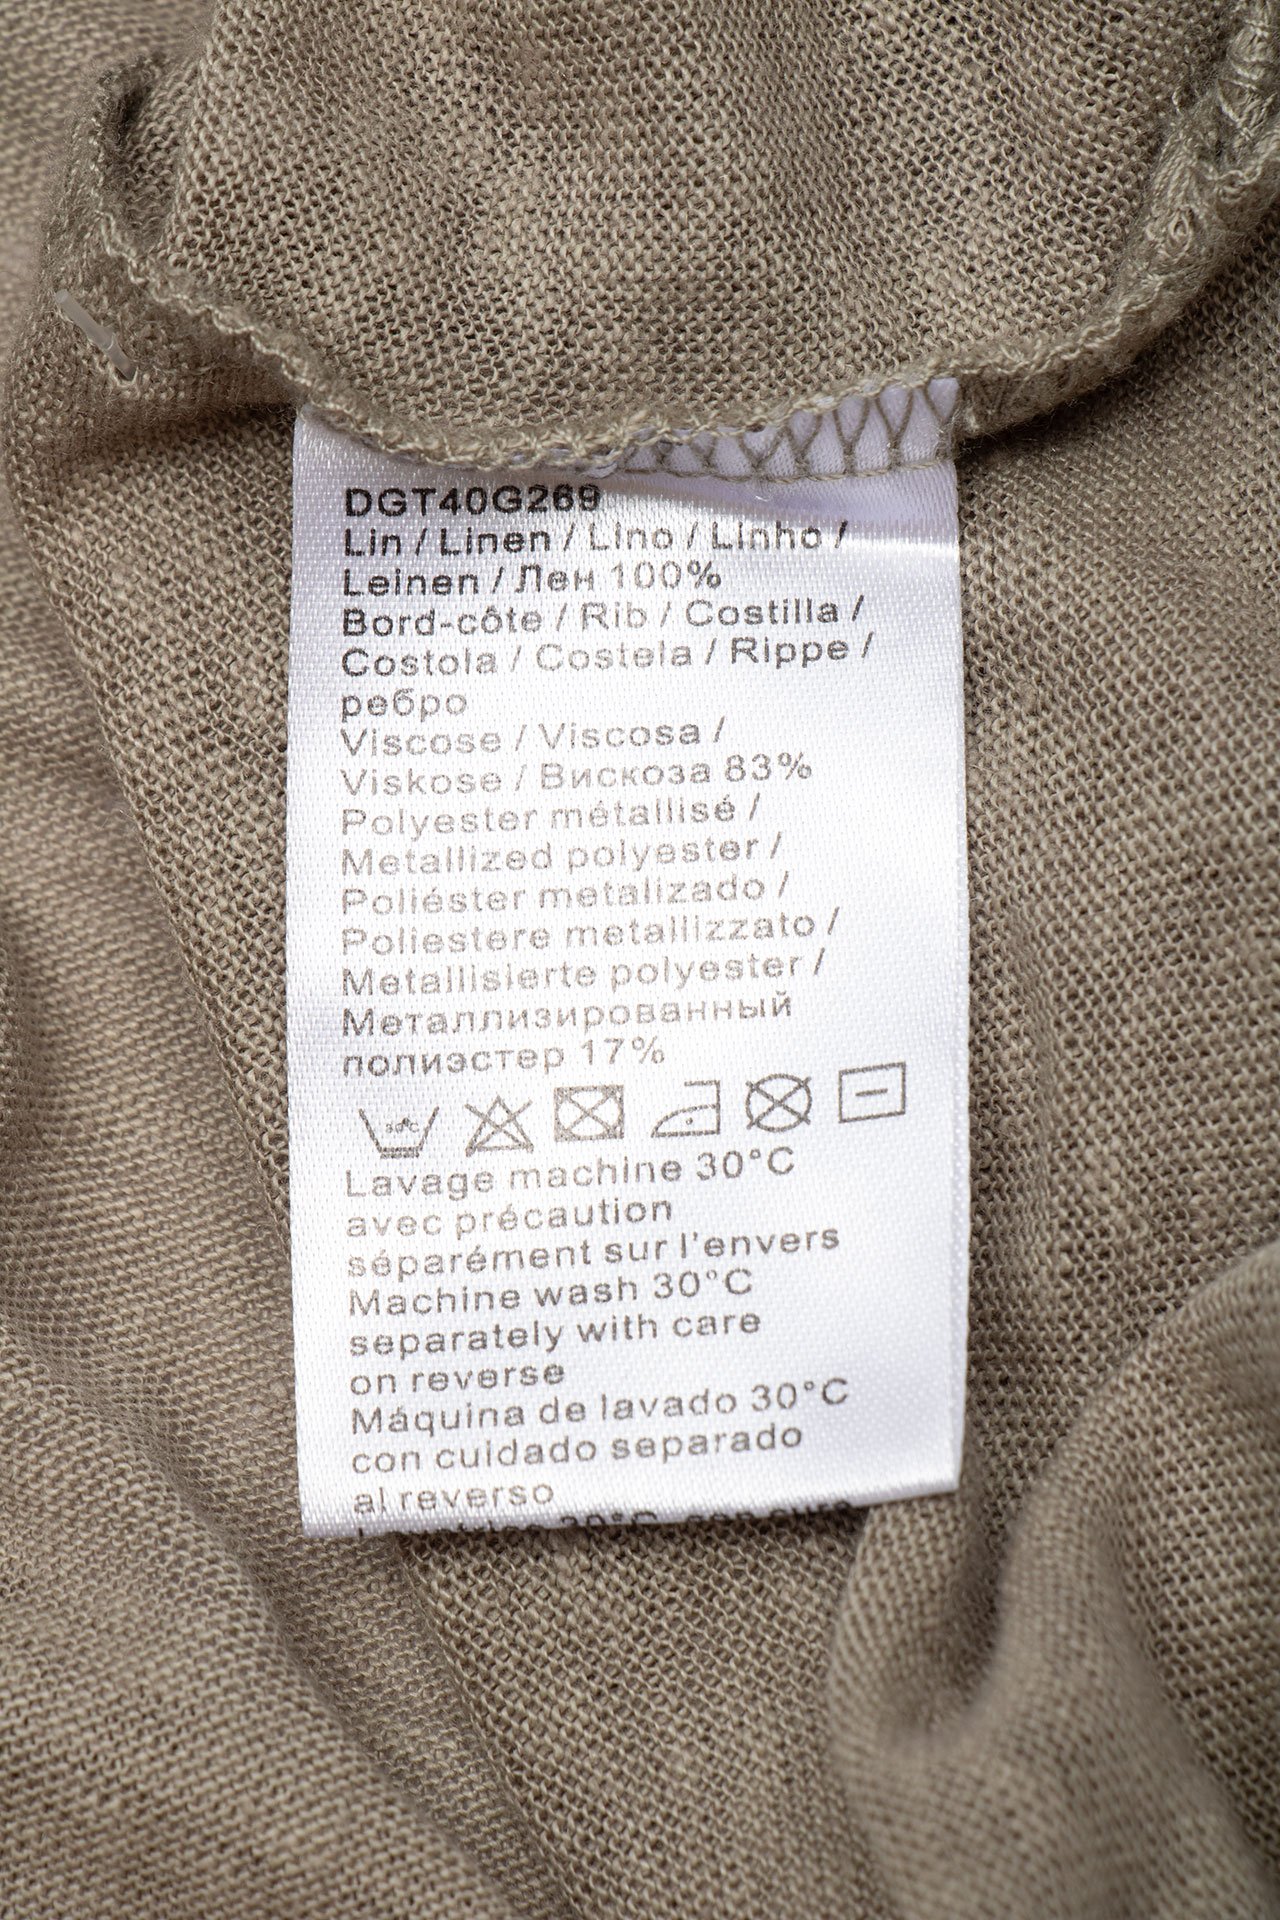 DGT40G269
Lin / Linen / Lino / Linho /
Leinen / Лен 100%
Bord-côte / Rib / Costilla /
Costola / Costela / Rippe /
ребро
Viscose / Viscosa /
Viskose / Вискоза 83%
Polyester métallisé /
Metallized polyester /
Poliéster metalizado /
Poliestere metallizzato /
Metallisierte polyester /
Металлизированный
полиэстер 17%
30°C
Lavage machine 30°C
avec précaution
séparément sur l'envers
Machine wash 30°C
separately with care
on reverse
Máquina de lavado 30°C
con cuidado separado
al reverso
30°C